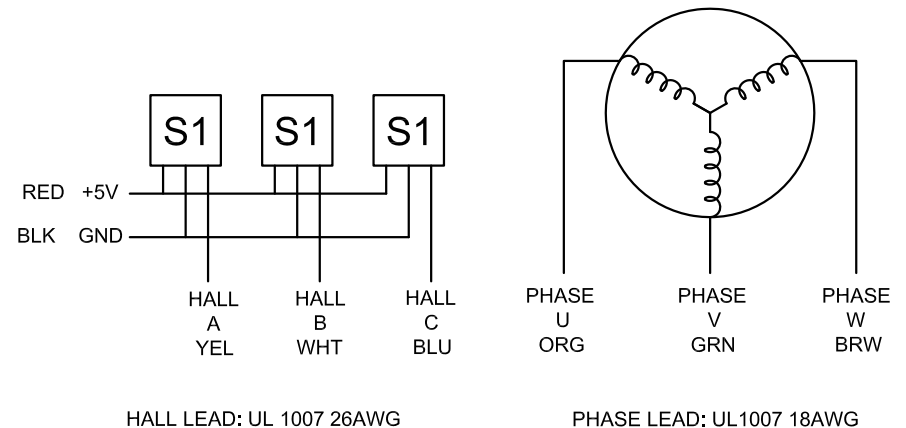 S1 S1 S1
RED +5V
BLK GND
HALL
A
YEL
HALL
B
WHT
HALL
C
BLU
PHASE
U
ORG
PHASE
V
GRN
PHASE
W
BRW
HALL LEAD: UL 1007 26AWG
PHASE LEAD: UL1007 18AWG